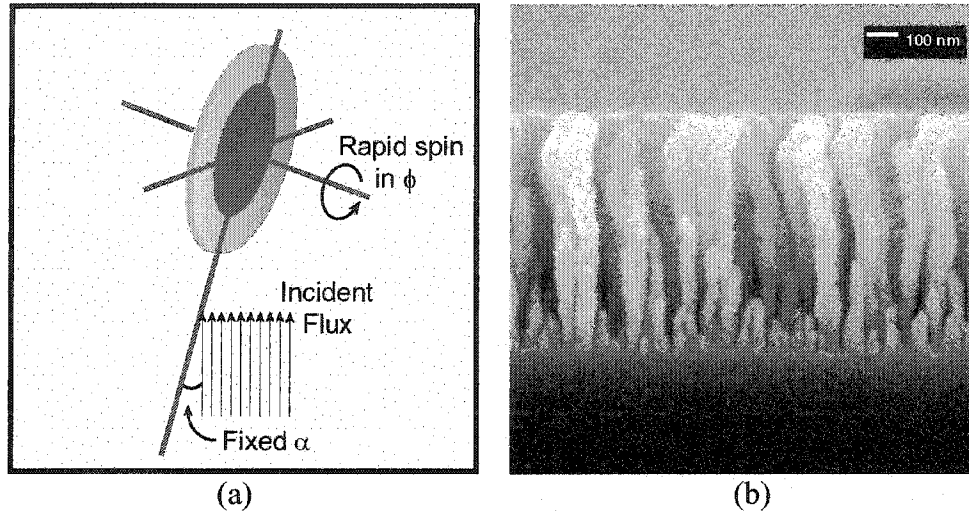 Rapid spin
in ϕ
Incident
Flux
Fixed α
100 nm
(a)
(b)